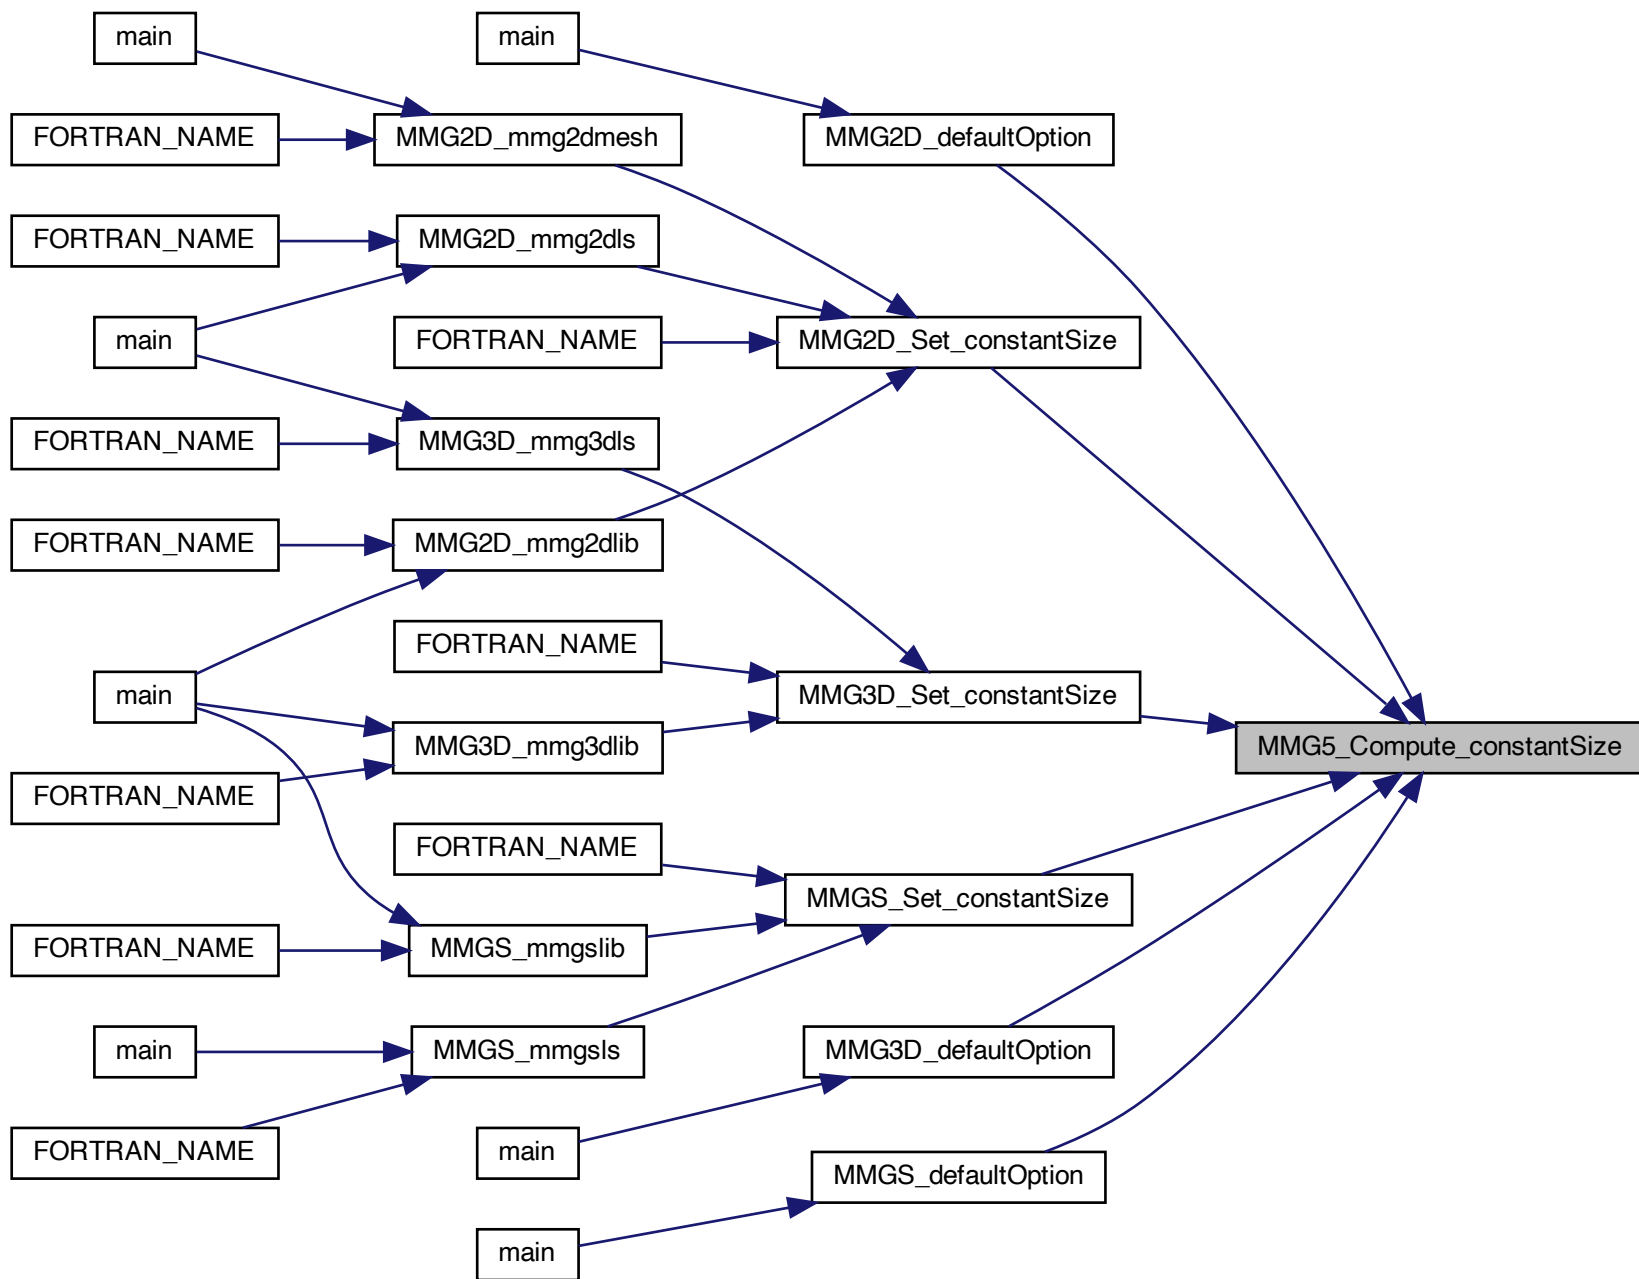 main
main
FORTRAN_NAME
MMG2D_mmg2dmesh
MMG2D_defaultOption
FORTRAN_NAME
MMG2D_mmg2dls
main
FORTRAN_NAME
MMG2D_Set_constantSize
FORTRAN_NAME
MMG3D_mmg3dls
FORTRAN_NAME
MMG2D_mmg2dlib
FORTRAN_NAME
main
MMG3D_Set_constantSize
MMG3D_mmg3dlib
MMG5_Compute_constantSize
FORTRAN_NAME
FORTRAN_NAME
MMGS_Set_constantSize
FORTRAN_NAME
MMGS_mmgslib
main
MMGS_mmgsls
MMG3D_defaultOption
FORTRAN_NAME
main
MMGS_defaultOption
main